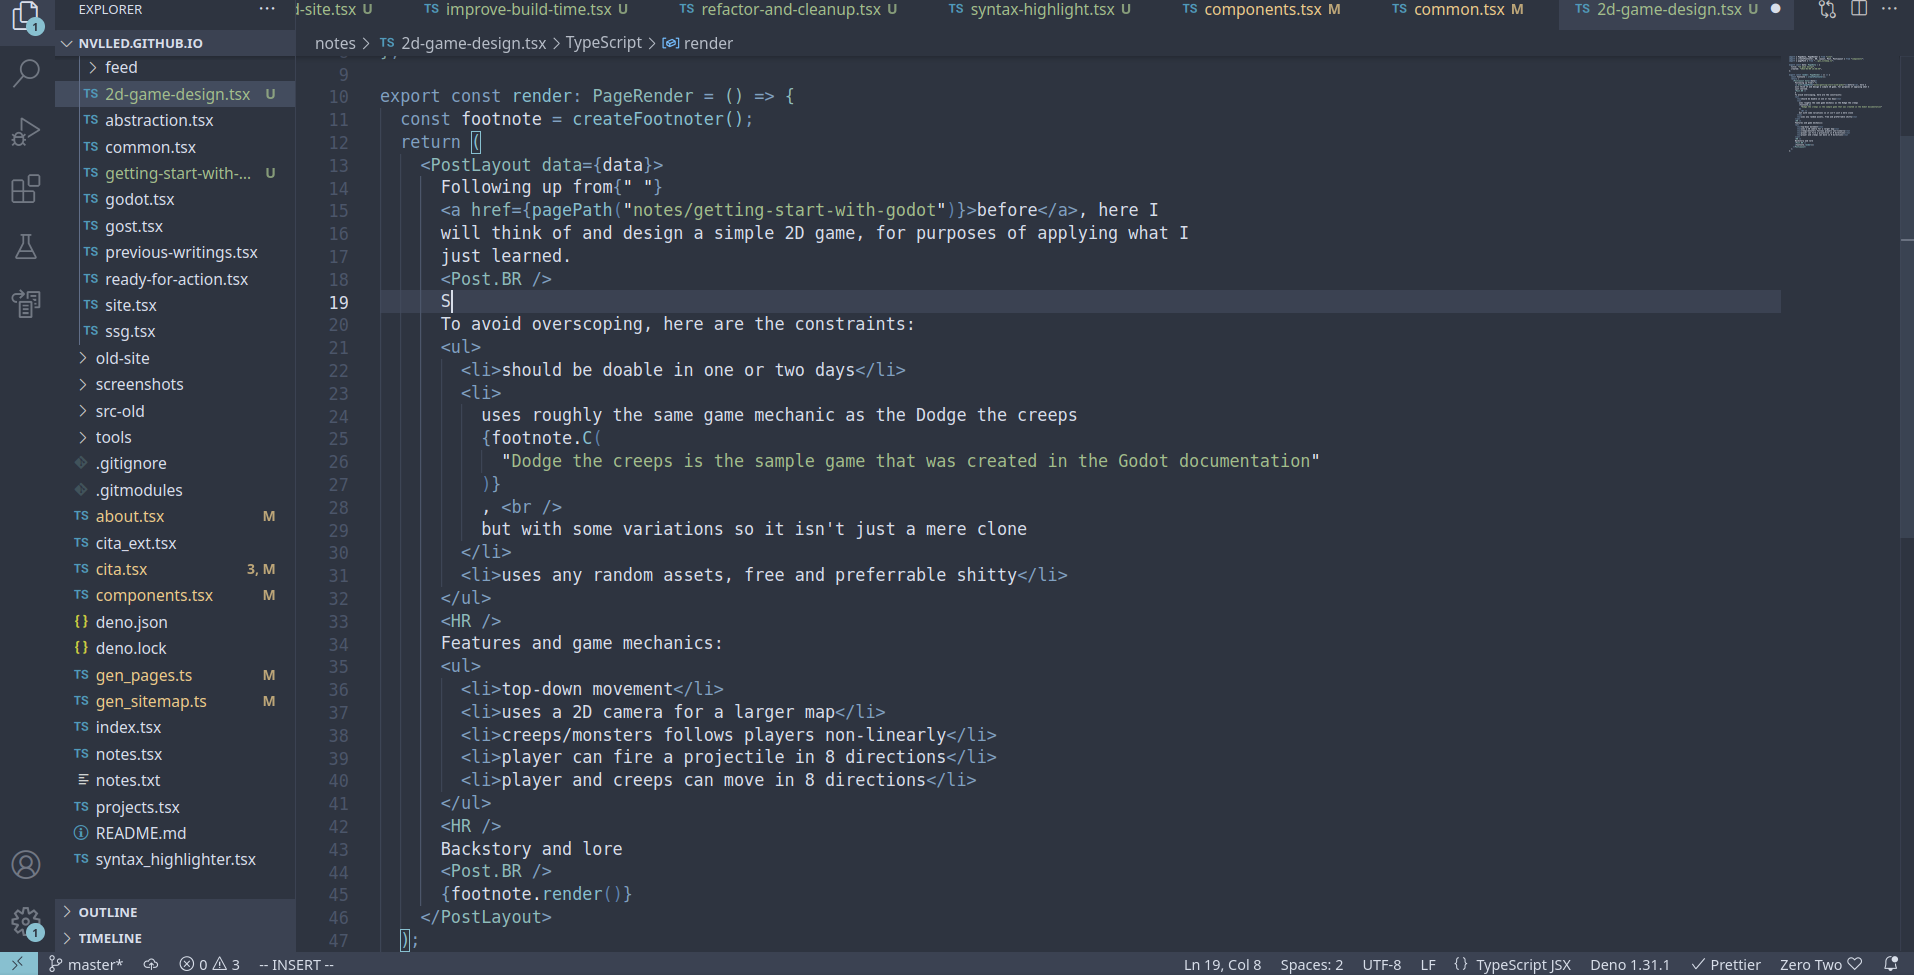 EXPLORER ···
d-site.tsx U TS improve-build-time.tsx U TS refactor-and-cleanup.tsx U TS syntax-highlight.tsx U TS components.tsx M TS common.tsx M TS 2d-game-design.tsx U ● ···
NVLLED.GITHUB.IO
notes > TS 2d-game-design.tsx > TypeScript > render
feed
TS 2d-game-design.tsx U
TS abstraction.tsx
TS common.tsx
TS getting-start-with-... U
TS godot.tsx
TS gost.tsx
TS previous-writings.tsx
TS ready-for-action.tsx
TS site.tsx
TS ssg.tsx
old-site
screenshots
src-old
tools
.gitignore
.gitmodules
TS about.tsx M
TS cita_ext.tsx
TS cita.tsx 3, M
TS components.tsx M
{} deno.json
{} deno.lock
TS gen_pages.ts M
TS gen_sitemap.ts M
TS index.tsx
TS notes.tsx
notes.txt
TS projects.tsx
README.md
TS syntax_highlighter.tsx
OUTLINE
TIMELINE
1
1
9
10 export const render: PageRender = () => {
11 const footnote = createFootnoter();
12 return (
13 <PostLayout data={data}>
14 Following up from{" "}
15 <a href={pagePath("notes/getting-start-with-godot")}>before</a>, here I
16 will think of and design a simple 2D game, for purposes of applying what I
17 just learned.
18 <Post.BR />
19 S
20 To avoid overscoping, here are the constraints:
21 <ul>
22 <li>should be doable in one or two days</li>
23 <li>
24 uses roughly the same game mechanic as the Dodge the creeps
25 {footnote.C(
26 "Dodge the creeps is the sample game that was created in the Godot documentation"
27 )}
28 , <br />
29 but with some variations so it isn't just a mere clone
30 </li>
31 <li>uses any random assets, free and preferrable shitty</li>
32 </ul>
33 <HR />
34 Features and game mechanics:
35 <ul>
36 <li>top-down movement</li>
37 <li>uses a 2D camera for a larger map</li>
38 <li>creeps/monsters follows players non-linearly</li>
39 <li>player can fire a projectile in 8 directions</li>
40 <li>player and creeps can move in 8 directions</li>
41 </ul>
42 <HR />
43 Backstory and lore
44 <Post.BR />
45 {footnote.render()}
46 </PostLayout>
47 );
master* 0 3 -- INSERT -- Ln 19, Col 8 Spaces: 2 UTF-8 LF {} TypeScript JSX Deno 1.31.1 Prettier Zero Two